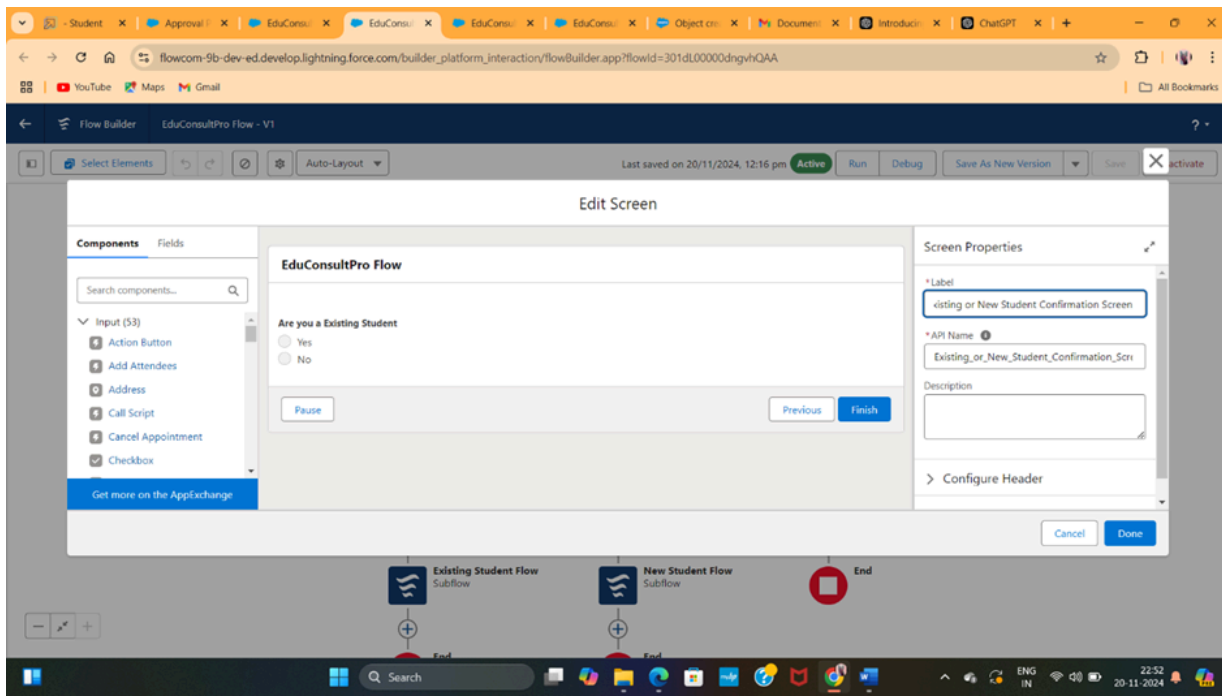 - Student
Approval F
EduConsul
EduConsul
EduConsul
EduConsul
Object cre
Document
Introducin
ChatGPT
flowcom-9b-dev-ed.develop.lightning.force.com/builder_platform_interaction/flowBuilder.app?flowId=301dL00000dngvhQAA
YouTube Maps Gmail All Bookmarks
Flow Builder EduConsultPro Flow - V1 ?
Select Elements Auto-Layout Last saved on 20/11/2024, 12:16 pm Active Run Debug Save As New Version Save activate
Edit Screen
Components Fields
Search components...
Input (53)
Action Button
Add Attendees
Address
Call Script
Cancel Appointment
Checkbox
Get more on the AppExchange
EduConsultPro Flow
Are you a Existing Student
Yes
No
Pause Previous Finish
Screen Properties
*Label
xisting or New Student Confirmation Screen
*API Name
Existing_or_New_Student_Confirmation_Scre
Description
Configure Header
Cancel Done
Existing Student Flow
Subflow
New Student Flow
Subflow
End
End
End
Search
ENG
IN
22:52
20-11-2024